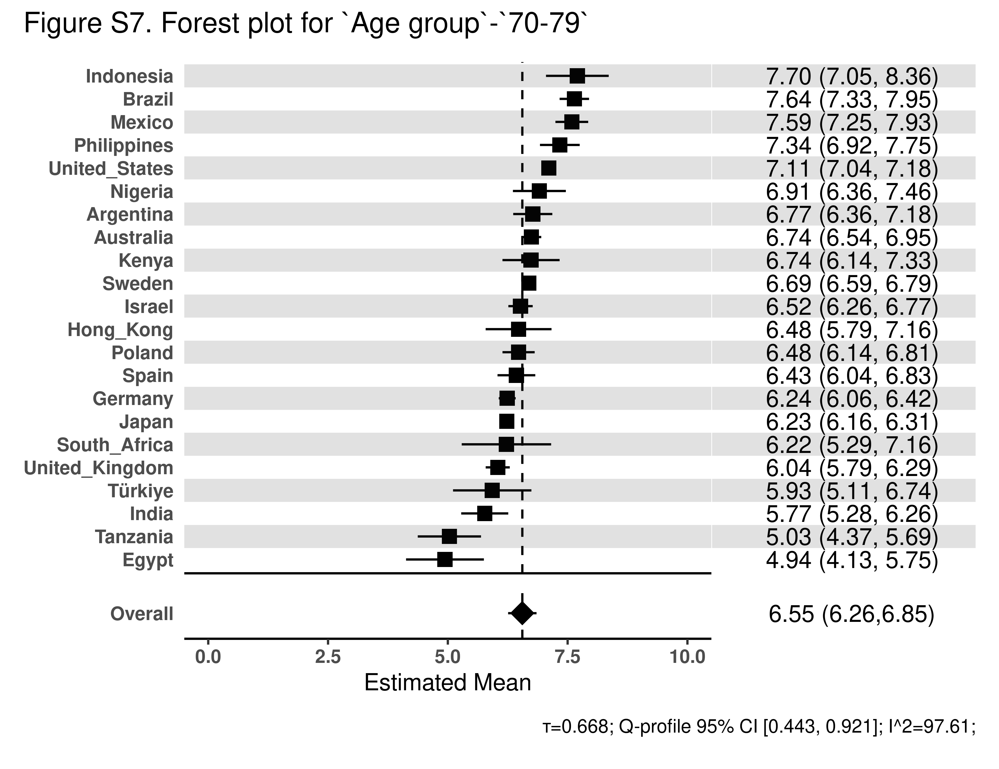 Figure S7. Forest plot for `Age group`-`70-79`
Indonesia 7.70 (7.05, 8.36)
Brazil 7.64 (7.33, 7.95)
Mexico 7.59 (7.25, 7.93)
Philippines 7.34 (6.92, 7.75)
United_States 7.11 (7.04, 7.18)
Nigeria 6.91 (6.36, 7.46)
Argentina 6.77 (6.36, 7.18)
Australia 6.74 (6.54, 6.95)
Kenya 6.74 (6.14, 7.33)
Sweden 6.69 (6.59, 6.79)
Israel 6.52 (6.26, 6.77)
Hong_Kong 6.48 (5.79, 7.16)
Poland 6.48 (6.14, 6.81)
Spain 6.43 (6.04, 6.83)
Germany 6.24 (6.06, 6.42)
Japan 6.23 (6.16, 6.31)
South_Africa 6.22 (5.29, 7.16)
United_Kingdom 6.04 (5.79, 6.29)
Türkiye 5.93 (5.11, 6.74)
India 5.77 (5.28, 6.26)
Tanzania 5.03 (4.37, 5.69)
Egypt 4.94 (4.13, 5.75)
Overall 6.55 (6.26,6.85)
0.0 2.5 5.0 7.5 10.0
Estimated Mean
τ=0.668; Q-profile 95% CI [0.443, 0.921]; I^2=97.61;